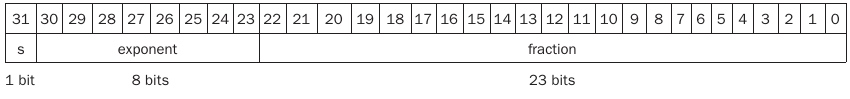 31 30 29 28 27 26 25 24 23 22 21 20 19 18 17 16 15 14 13 12 11 10 9 8 7 6 5 4 3 2 1 0
s exponent fraction
1 bit 8 bits 23 bits